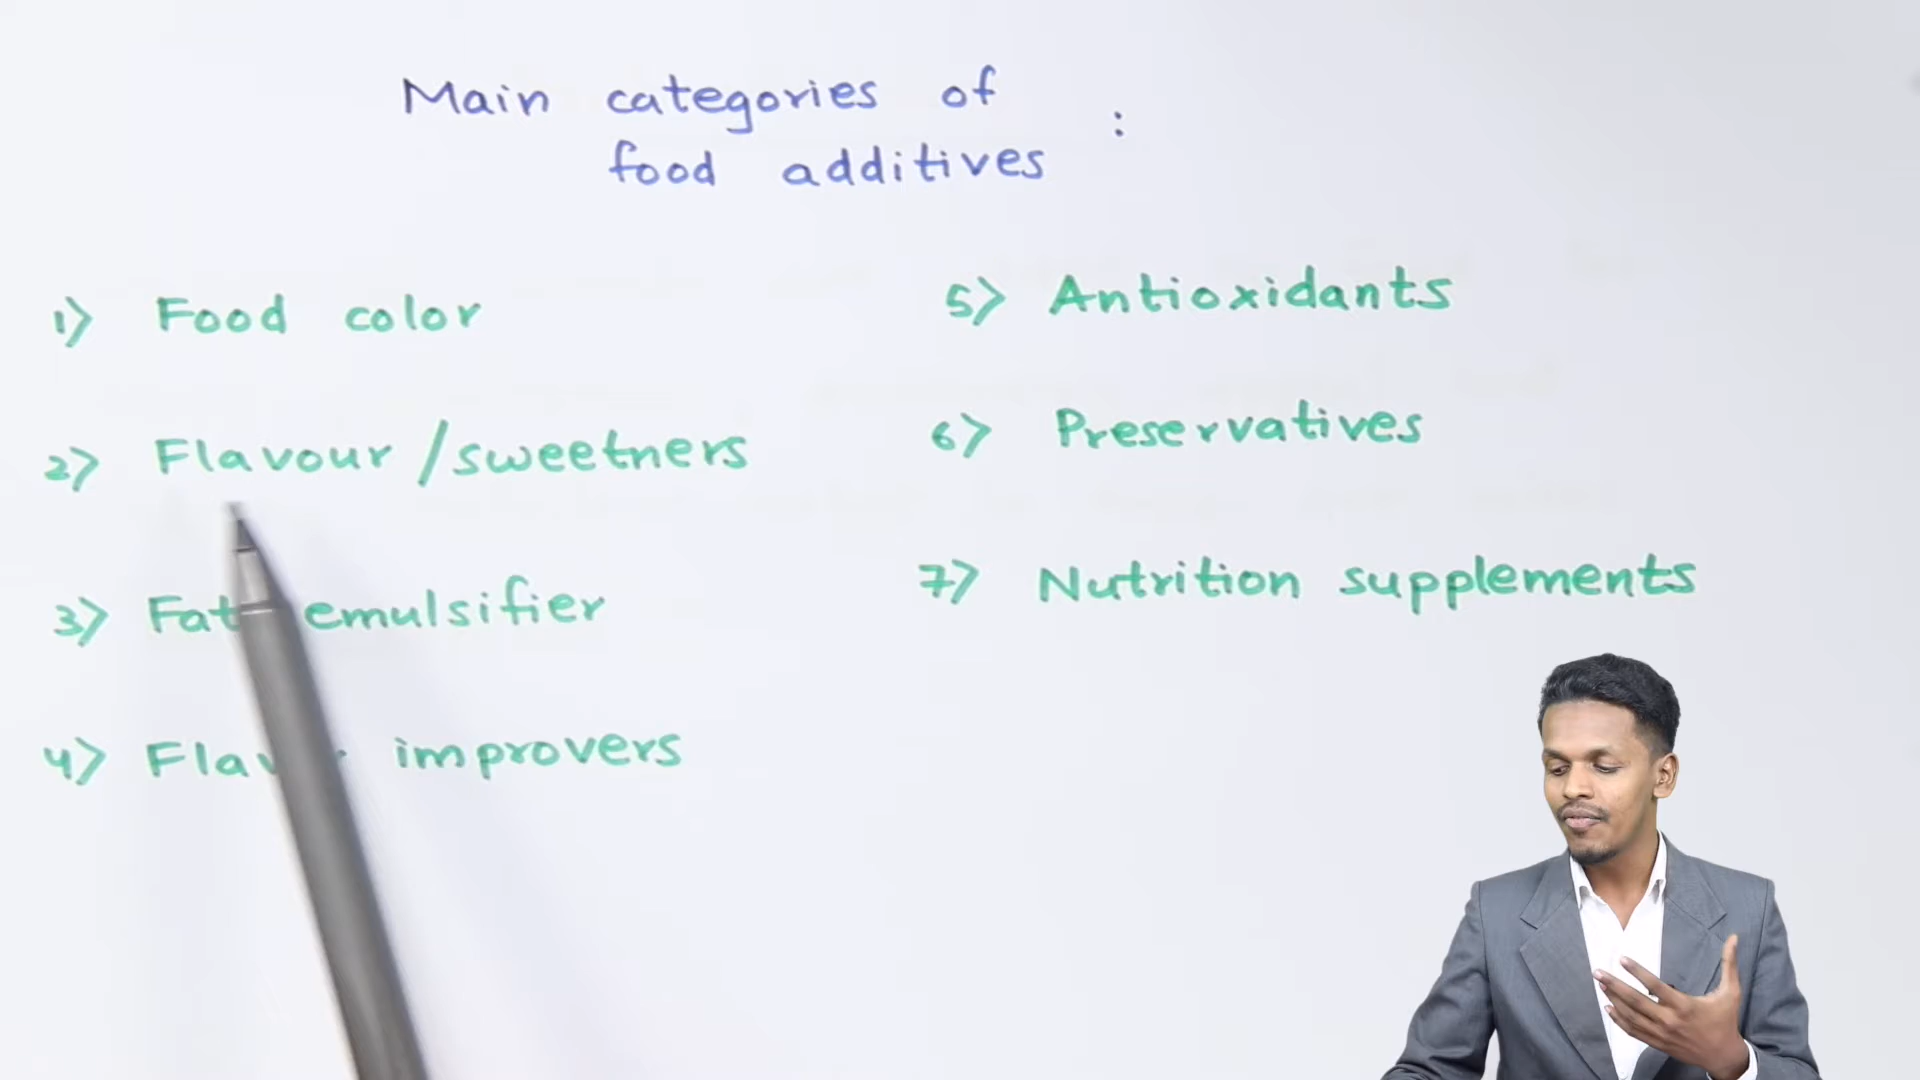 Main categories of
food additives :
1) Food color
2) Flavour / sweetners
3) Fat emulsifier
4) improvers
5) Antioxidants
6) Preservatives
7) Nutrition supplements